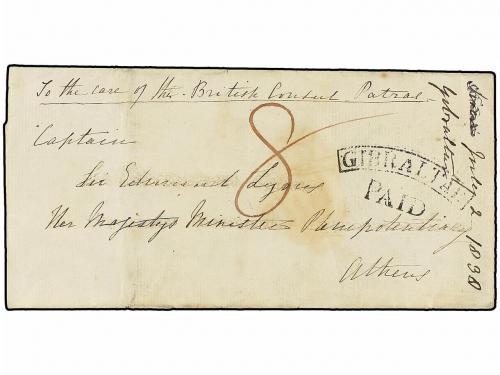 To the care of the British Consul Patras
Captain
Sir Edmund Lyons
Her Majestys Minister Plenipotentiary
Athens
8
GIBRALTAR
PAID
Gibraltar
July 2 1838